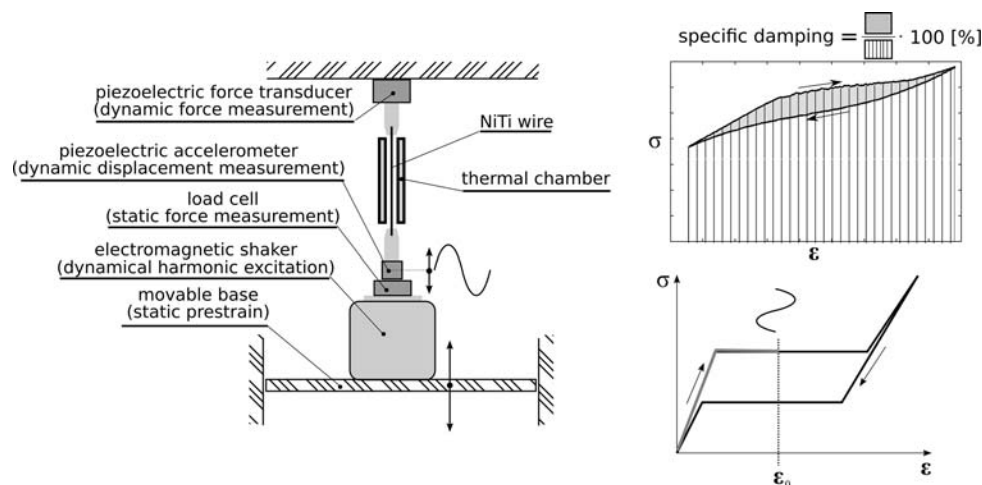 piezoelectric force transducer
(dynamic force measurement)
piezoelectric accelerometer
(dynamic displacement measurement)
load cell
(static force measurement)
electromagnetic shaker
(dynamical harmonic excitation)
movable base
(static prestrain)
NiTi wire
thermal chamber
specific damping = · 100 [%]
σ
ε
σ
ε
ε₀